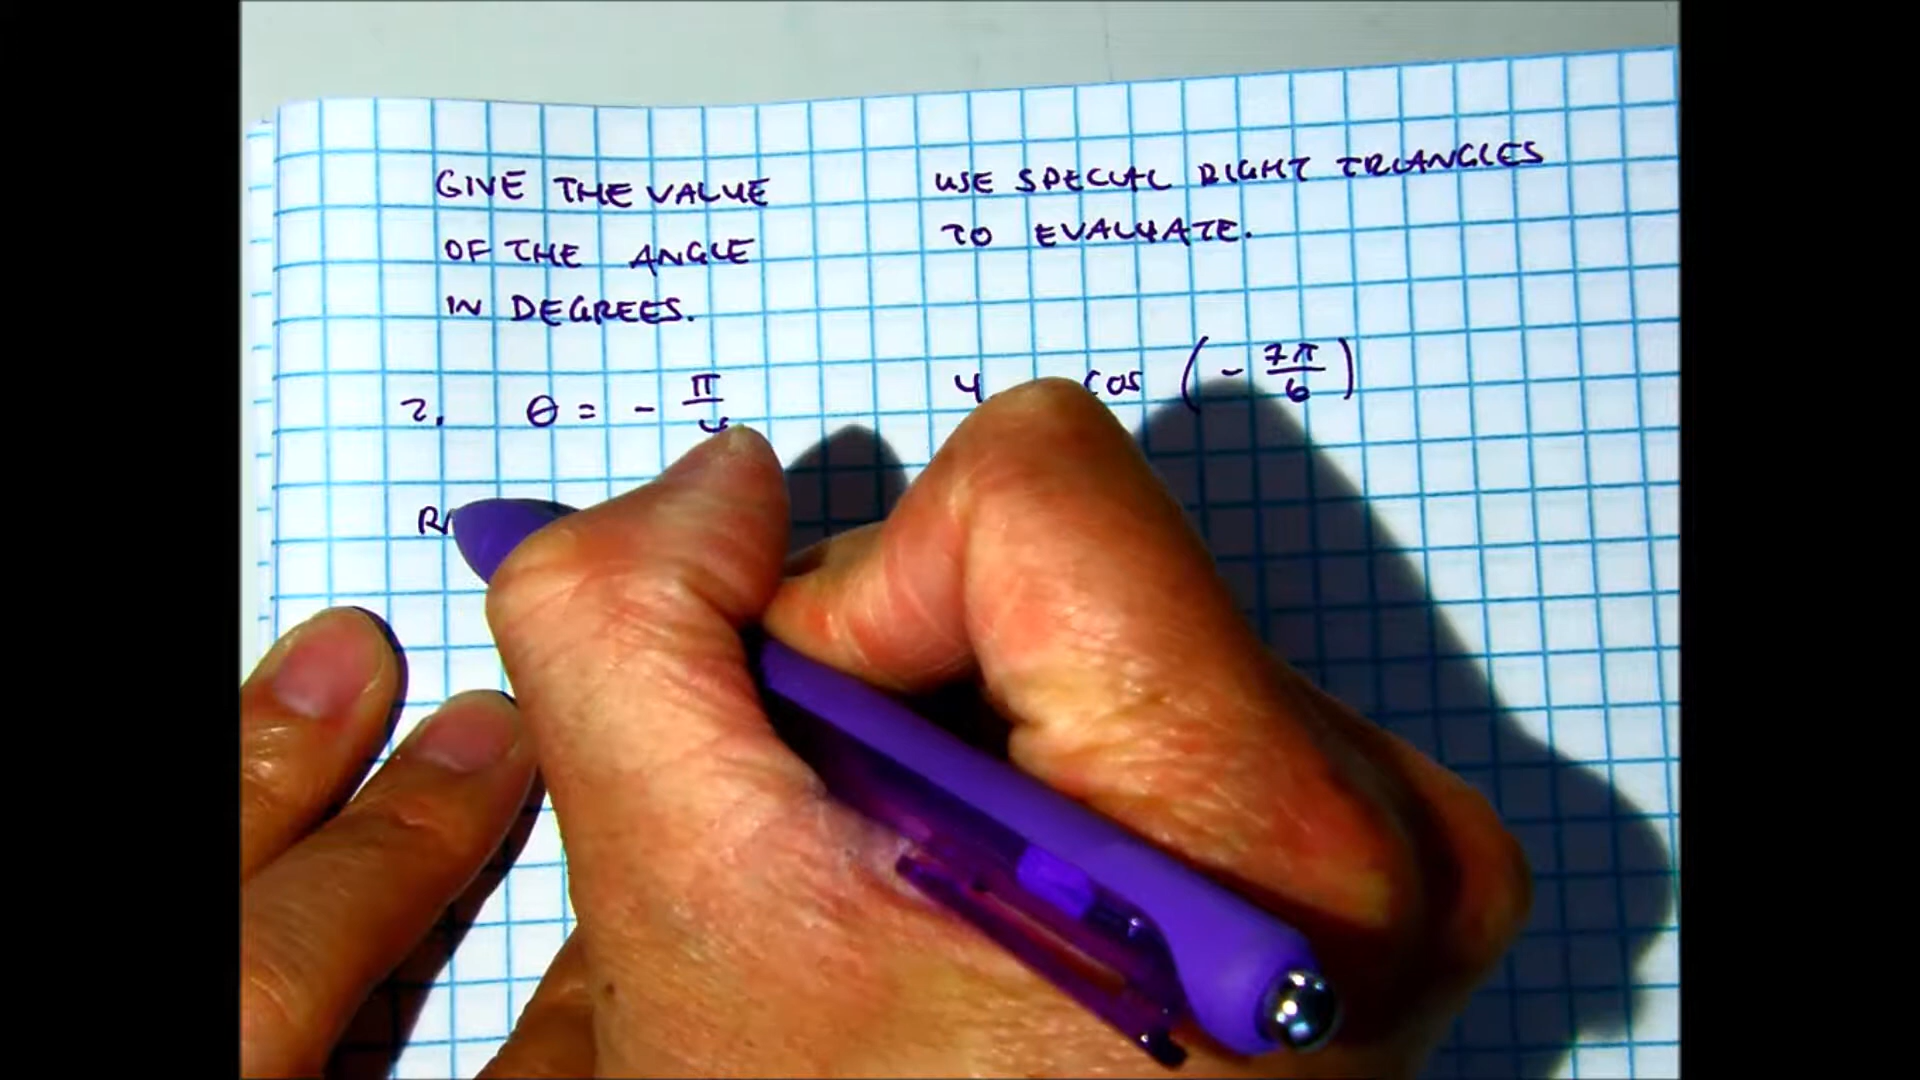 GIVE THE VALUE
OF THE ANGLE
IN DEGREES.
2. θ = - π
USE SPECIAL RIGHT TRIANGLES
TO EVALUATE.
4 cos (- 7π/6)